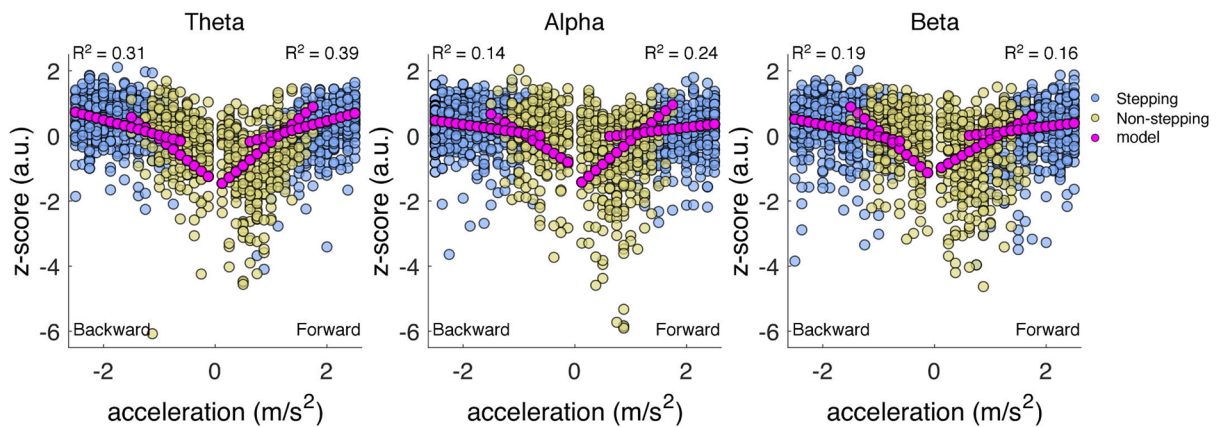 Theta
Alpha
Beta
R² = 0.31
R² = 0.39
R² = 0.14
R² = 0.24
R² = 0.19
R² = 0.16
z-score (a.u.)
2
0
-2
-4
-6
Backward
Forward
-2
0
2
acceleration (m/s²)
z-score (a.u.)
2
0
-2
-4
-6
Backward
Forward
-2
0
2
acceleration (m/s²)
z-score (a.u.)
2
0
-2
-4
-6
Backward
Forward
-2
0
2
acceleration (m/s²)
Stepping
Non-stepping
model